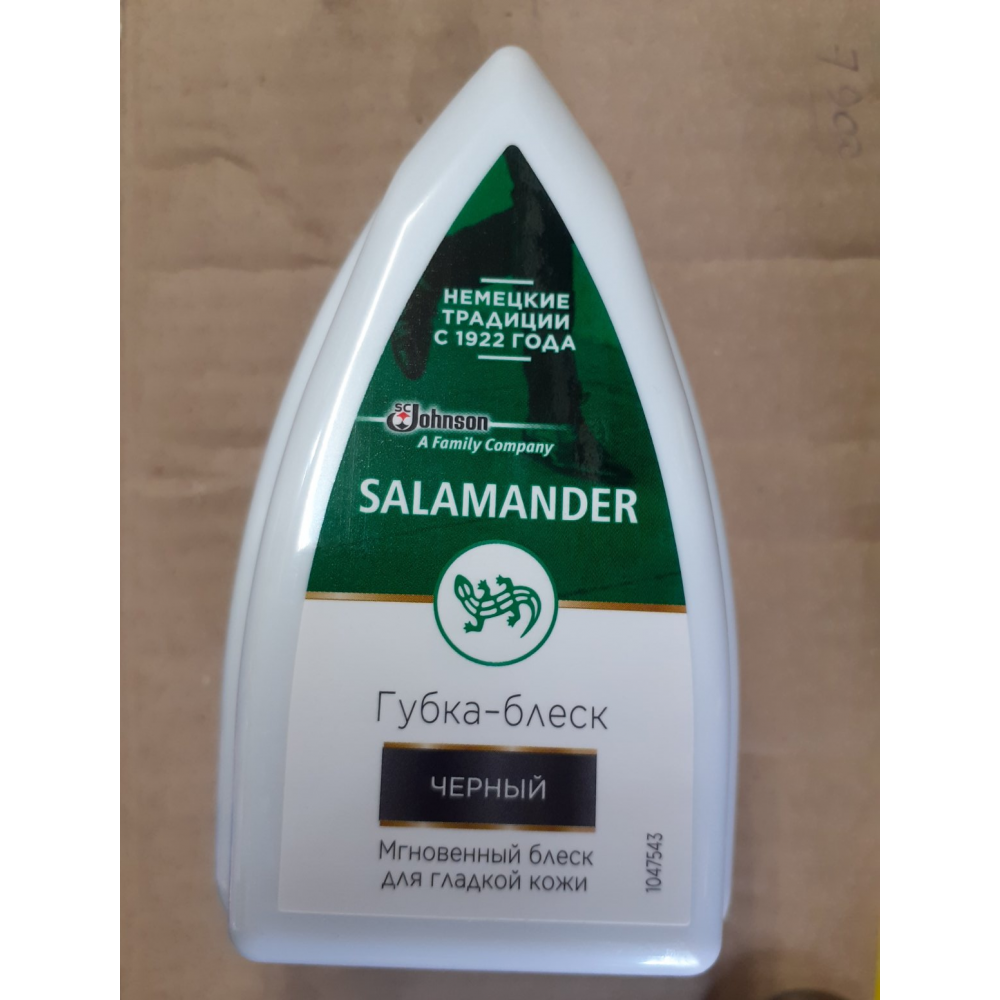 НЕМЕЦКИЕ
ТРАДИЦИИ
С 1922 ГОДА
SC Johnson
A Family Company
SALAMANDER
Губка-блеск
ЧЕРНЫЙ
Мгновенный блеск
для гладкой кожи
1047543